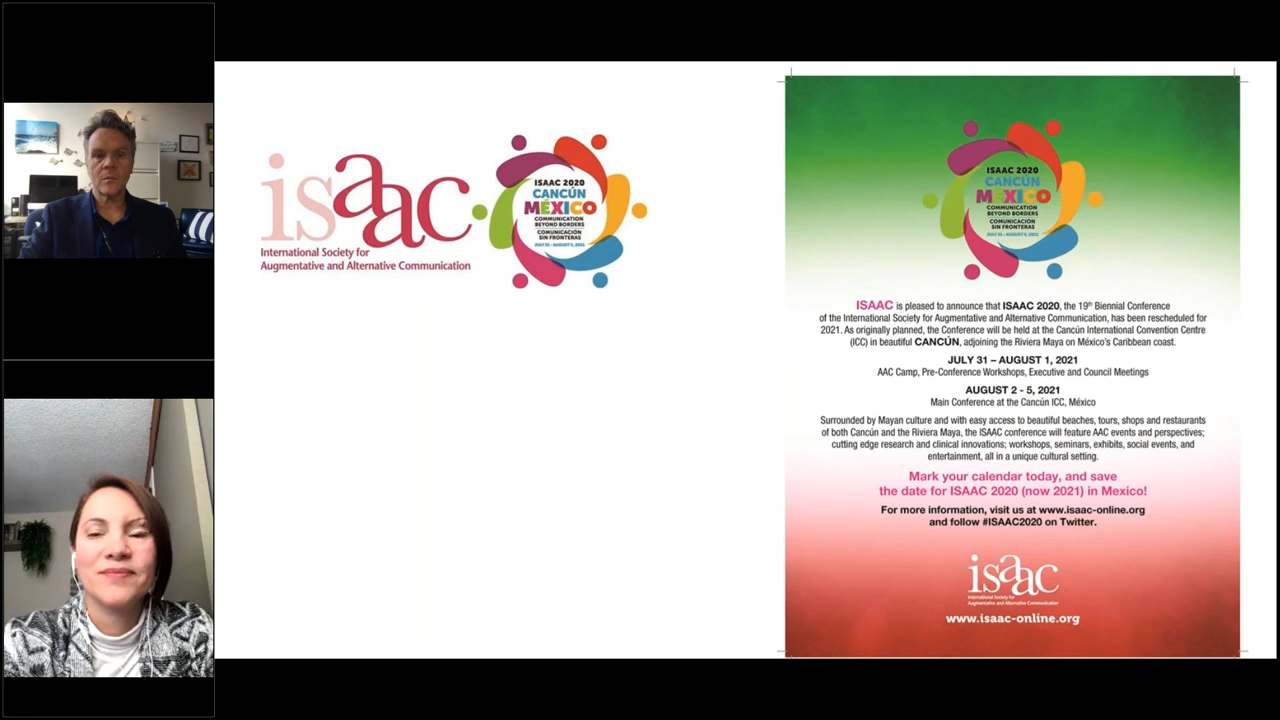 isaac
International Society for
Augmentative and Alternative Communication
ISAAC 2020
CANCÚN
MÉXICO
COMMUNICATION
BEYOND BORDERS
COMUNICACIÓN
SIN FRONTERAS
JULY 31 - AUGUST 5, 2021
ISAAC 2020
CANCÚN
MÉXICO
COMMUNICATION
BEYOND BORDERS
COMUNICACIÓN
SIN FRONTERAS
JULY 31 - AUGUST 5, 2021
ISAAC is pleased to announce that ISAAC 2020, the 19th Biennial Conference
of the International Society for Augmentative and Alternative Communication, has been rescheduled for
2021. As originally planned, the Conference will be held at the Cancún International Convention Centre
(ICC) in beautiful CANCÚN, adjoining the Riviera Maya on México's Caribbean coast.
JULY 31 – AUGUST 1, 2021
AAC Camp, Pre-Conference Workshops, Executive and Council Meetings
AUGUST 2 - 5, 2021
Main Conference at the Cancún ICC, México
Surrounded by Mayan culture and with easy access to beautiful beaches, tours, shops and restaurants
of both Cancún and the Riviera Maya, the ISAAC conference will feature AAC events and perspectives;
cutting edge research and clinical innovations; workshops, seminars, exhibits, social events, and
entertainment, all in a unique cultural setting.
Mark your calendar today, and save
the date for ISAAC 2020 (now 2021) in Mexico!
For more information, visit us at www.isaac-online.org
and follow #ISAAC2020 on Twitter.
isaac
International Society for
Augmentative and Alternative Communication
www.isaac-online.org